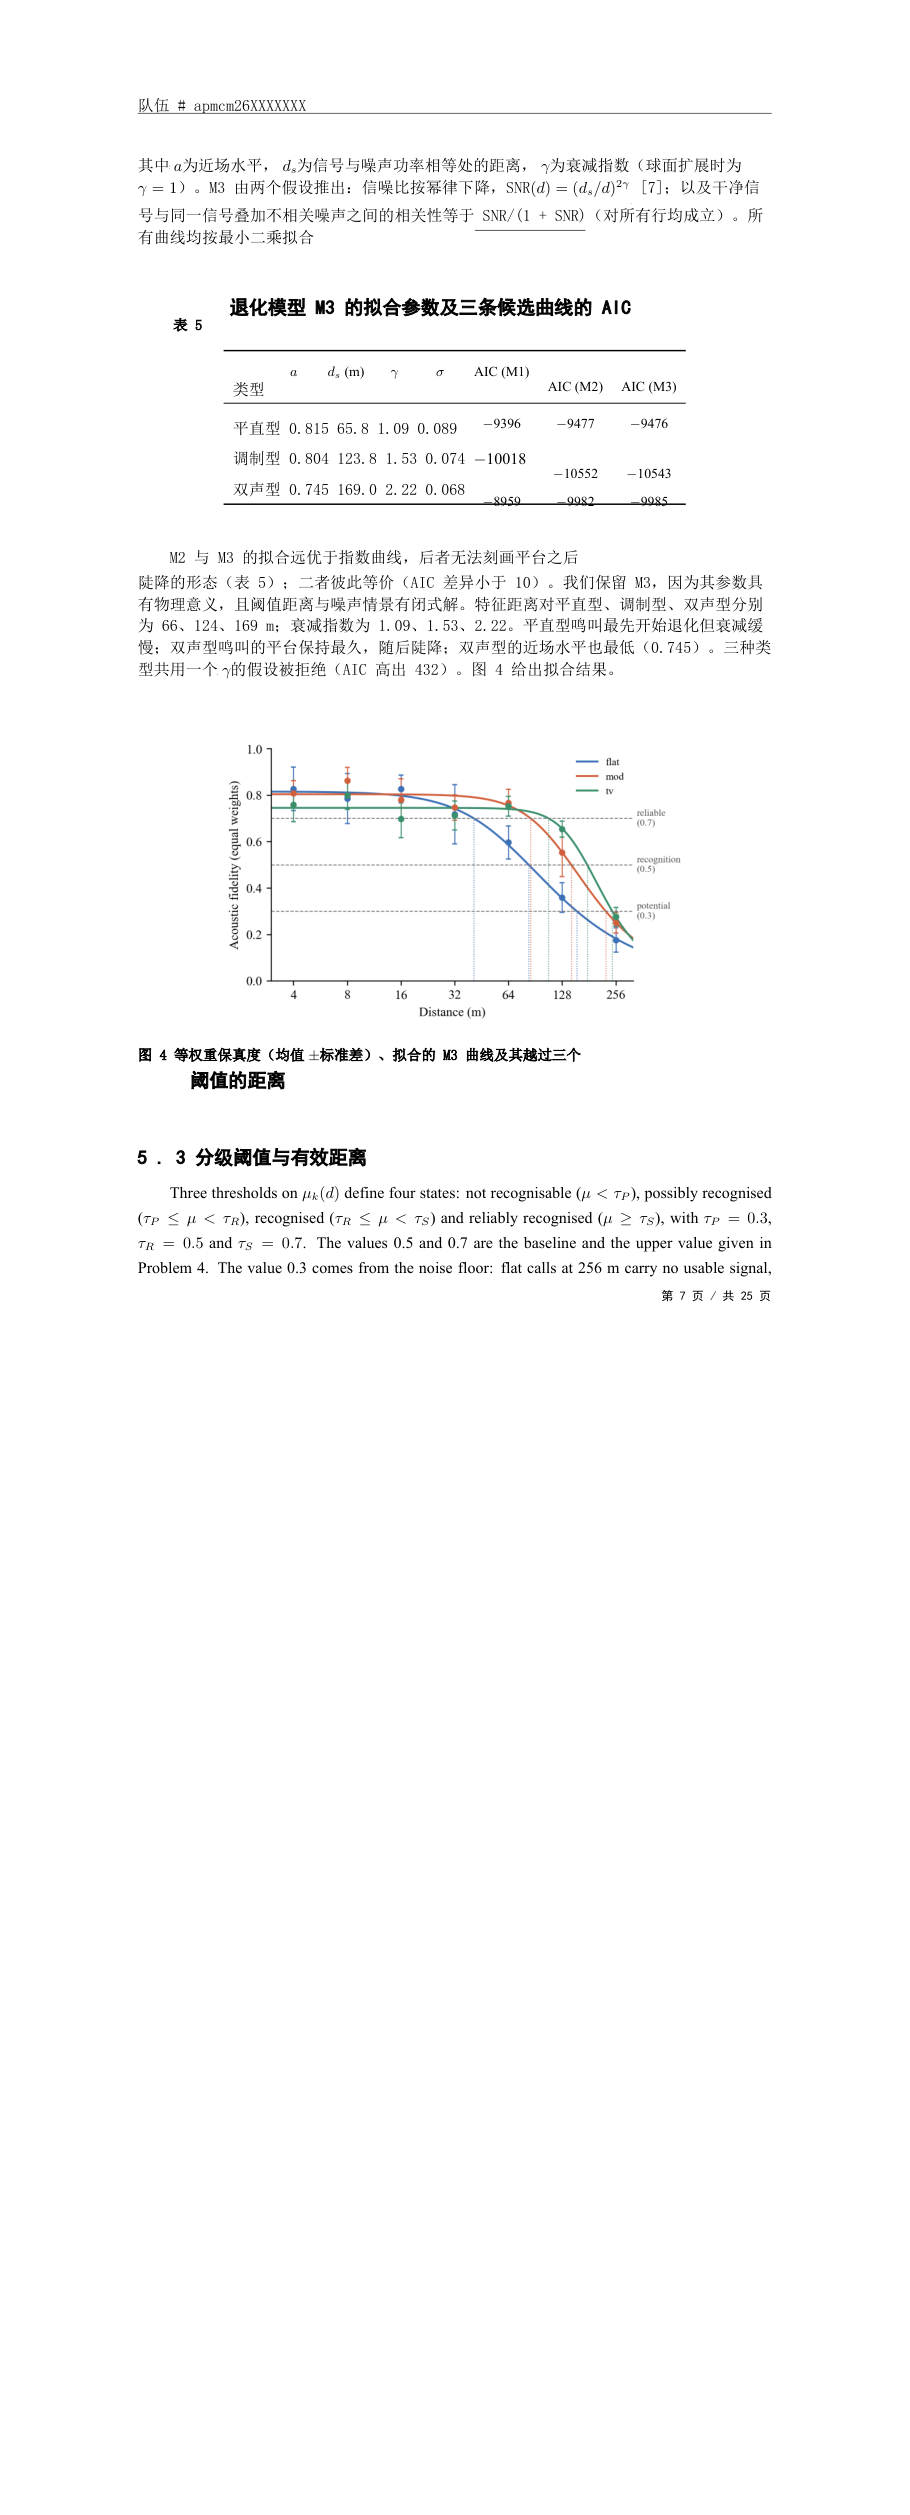 队伍 # apmcm26XXXXXXX
其中 a为近场水平， dₛ为信号与噪声功率相等处的距离， γ为衰减指数（球面扩展时为
γ = 1）。M3 由两个假设推出：信噪比按幂律下降，SNR(d) = (dₛ/d)²ᵞ [7]；以及干净信
号与同一信号叠加不相关噪声之间的相关性等于 SNR/(1 + SNR)（对所有行均成立）。所
有曲线均按最小二乘拟合
表 5 退化模型 M3 的拟合参数及三条候选曲线的 AIC
类型 a dₛ (m) γ σ AIC (M1) AIC (M2) AIC (M3)
平直型 0.815 65.8 1.09 0.089 −9396 −9477 −9476
调制型 0.804 123.8 1.53 0.074 −10018 −10552 −10543
双声型 0.745 169.0 2.22 0.068 −8959 −9982 −9985
M2 与 M3 的拟合远优于指数曲线，后者无法刻画平台之后
陡降的形态（表 5）；二者彼此等价（AIC 差异小于 10）。我们保留 M3，因为其参数具
有物理意义，且阈值距离与噪声情景有闭式解。特征距离对平直型、调制型、双声型分别
为 66、124、169 m；衰减指数为 1.09、1.53、2.22。平直型鸣叫最先开始退化但衰减缓
慢；双声型鸣叫的平台保持最久，随后陡降；双声型的近场水平也最低（0.745）。三种类
型共用一个 γ的假设被拒绝（AIC 高出 432）。图 4 给出拟合结果。
Acoustic fidelity (equal weights)
1.0
0.8
0.6
0.4
0.2
0.0
flat
mod
tv
reliable
(0.7)
recognition
(0.5)
potential
(0.3)
4 8 16 32 64 128 256
Distance (m)
图 4 等权重保真度（均值 ±标准差）、拟合的 M3 曲线及其越过三个
阈值的距离
5 . 3 分级阈值与有效距离
Three thresholds on μₖ(d) define four states: not recognisable (μ < τ_P), possibly recognised
(τ_P ≤ μ < τ_R), recognised (τ_R ≤ μ < τ_S) and reliably recognised (μ ≥ τ_S), with τ_P = 0.3,
τ_R = 0.5 and τ_S = 0.7. The values 0.5 and 0.7 are the baseline and the upper value given in
Problem 4. The value 0.3 comes from the noise floor: flat calls at 256 m carry no usable signal,
第 7 页 / 共 25 页